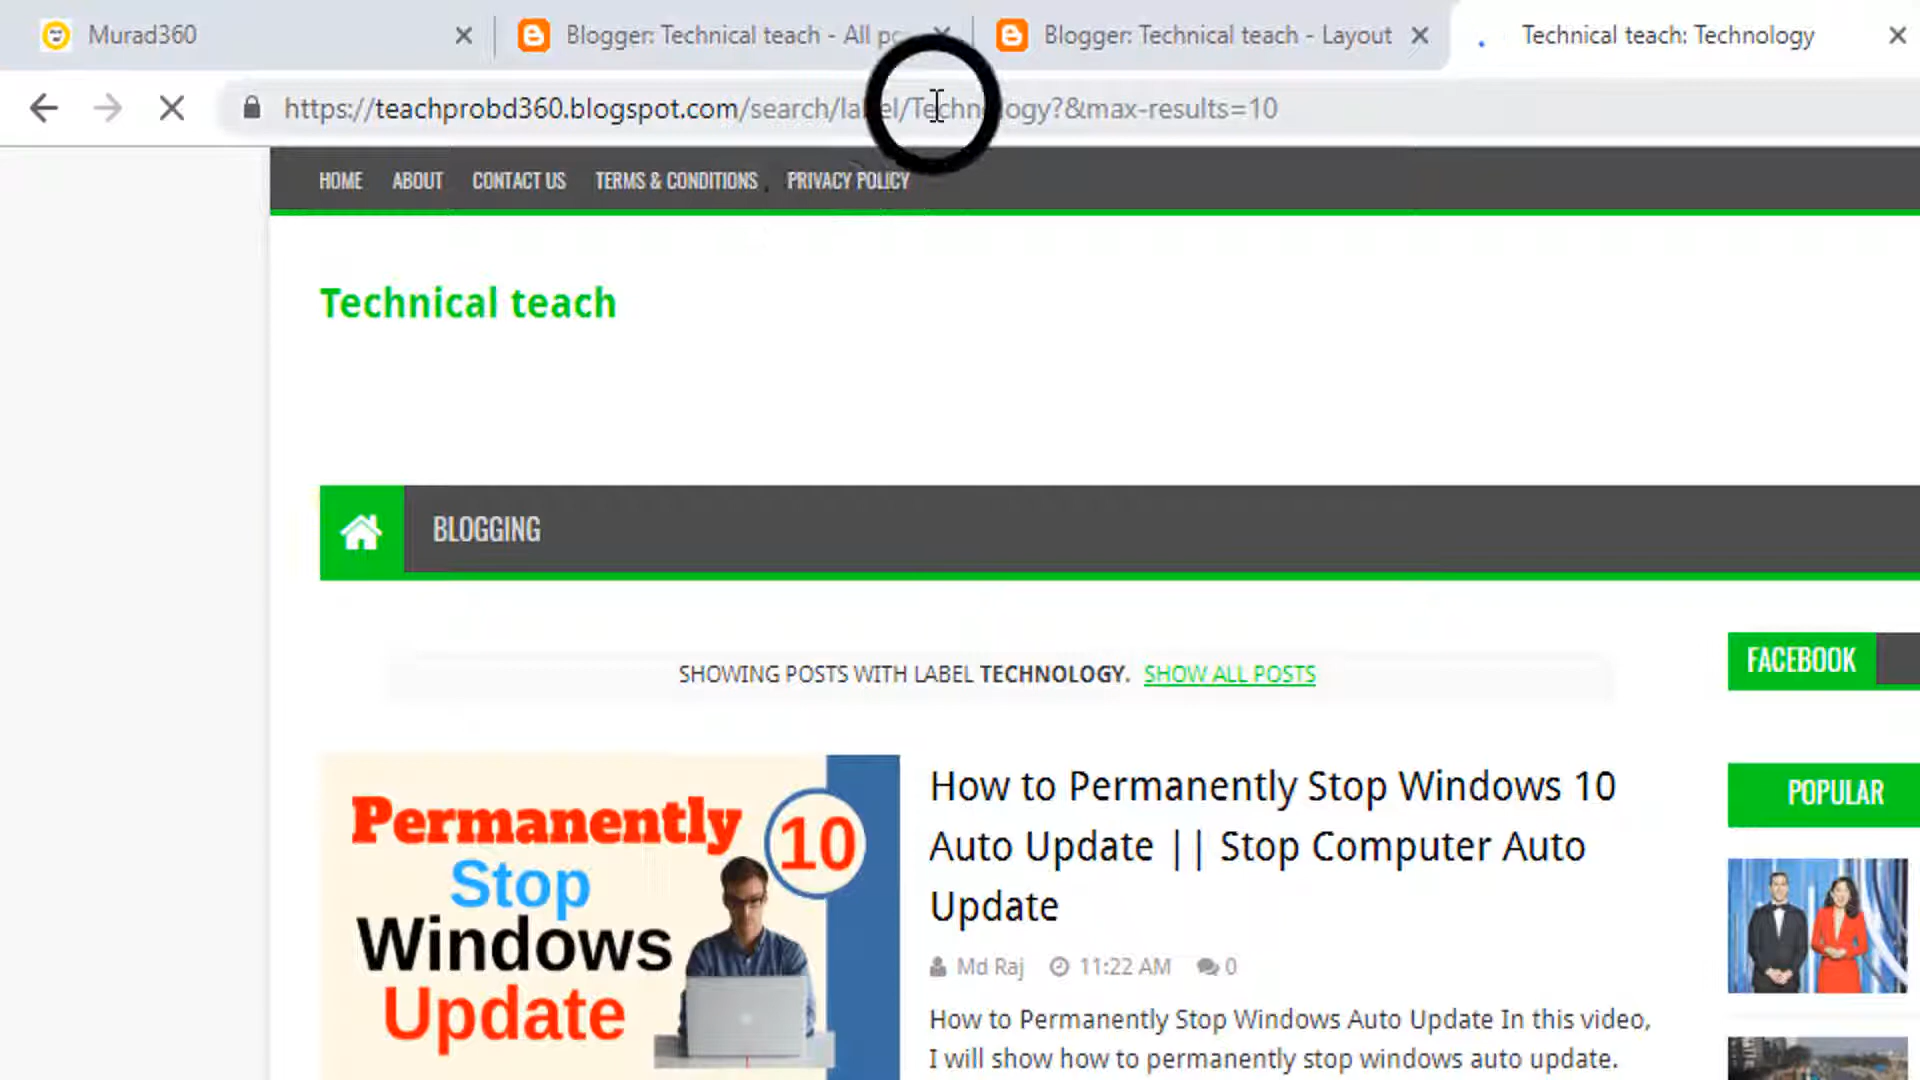 Murad360
Blogger: Technical teach - All
Blogger: Technical teach - Layout
Technical teach: Technology
https://teachprobd360.blogspot.com/search/label/Technology?&max-results=10
HOME ABOUT CONTACT US TERMS & CONDITIONS PRIVACY POLICY
Technical teach
BLOGGING
SHOWING POSTS WITH LABEL TECHNOLOGY. SHOW ALL POSTS
FACEBOOK
POPULAR
Permanently
10
Stop
Windows
Update
How to Permanently Stop Windows 10
Auto Update || Stop Computer Auto
Update
Md Raj 11:22 AM 0
How to Permanently Stop Windows Auto Update In this video,
I will show how to permanently stop windows auto update.